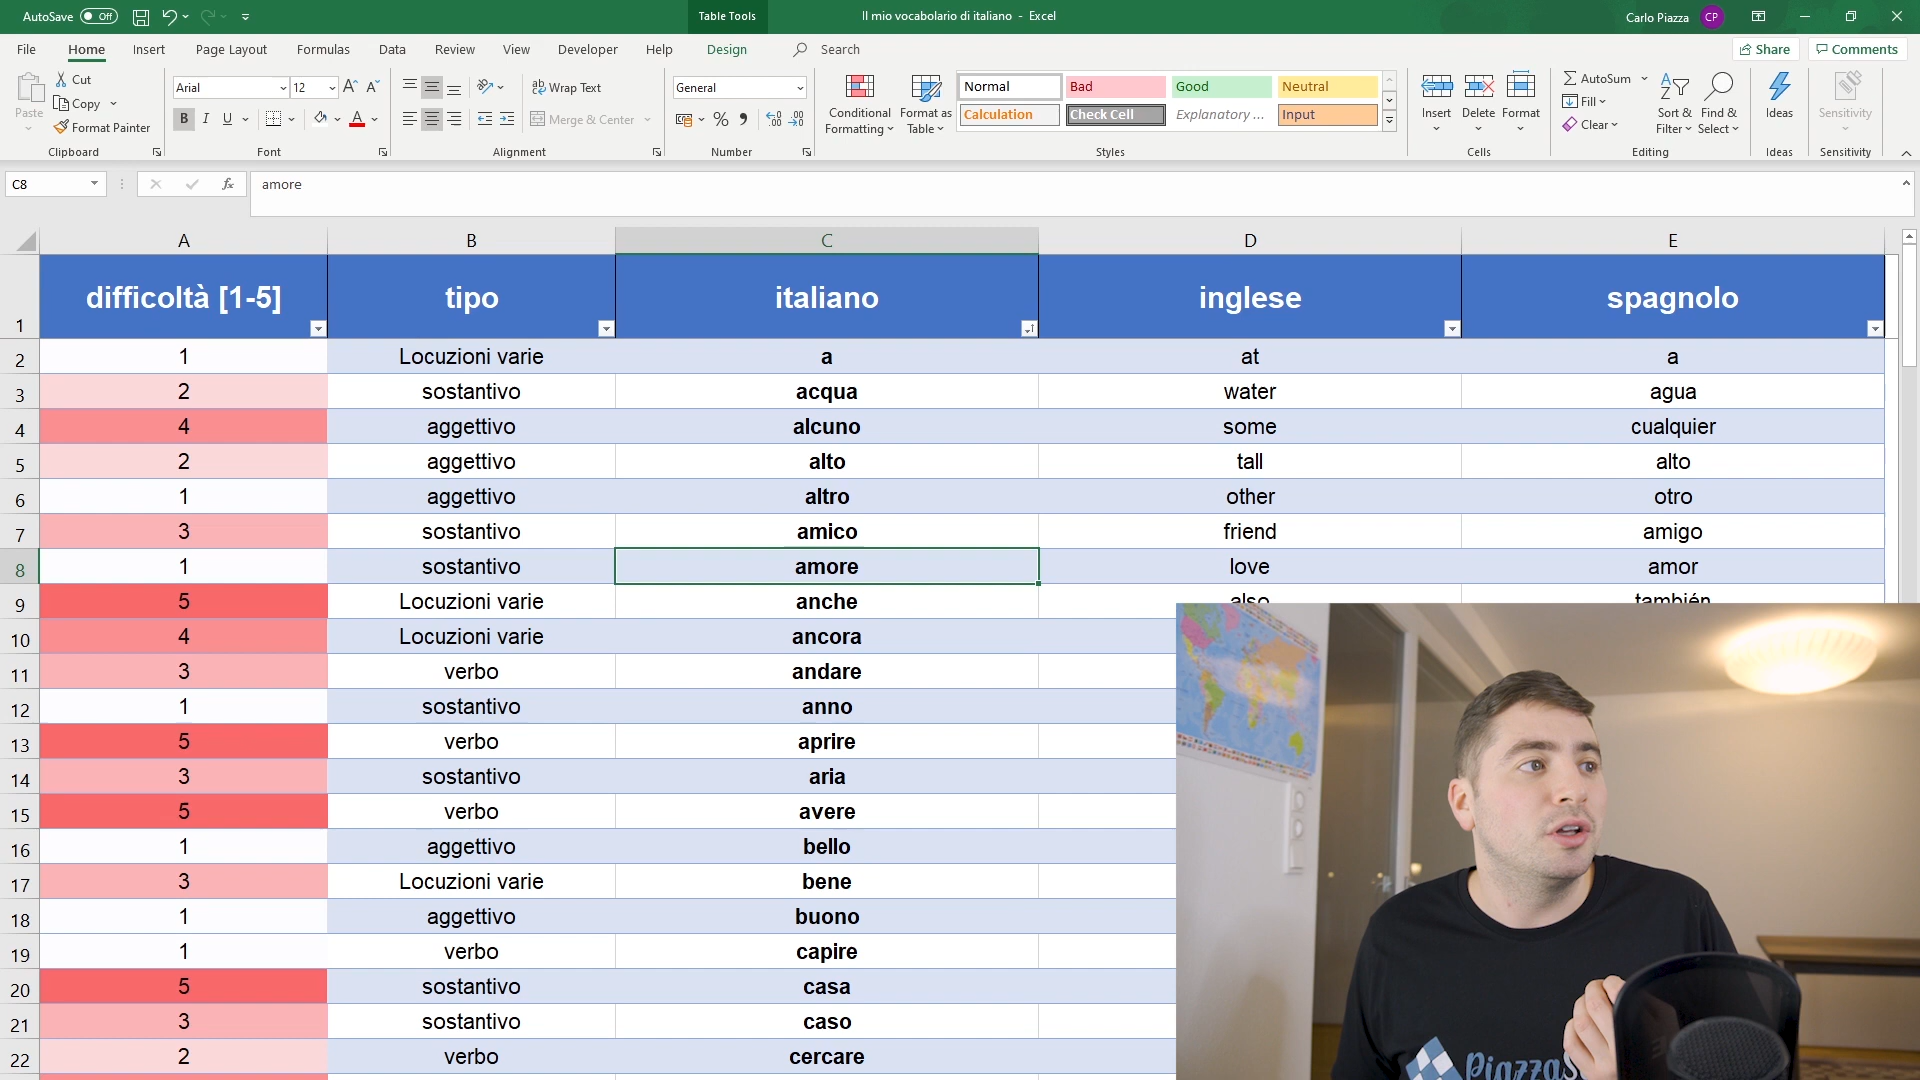 AutoSave Off
Table Tools
Il mio vocabolario di italiano - Excel
Carlo Piazza CP
File Home Insert Page Layout Formulas Data Review View Developer Help Design Search
Share Comments
Paste
Cut
Copy
Format Painter
Clipboard
Arial 12
B I U
Font
Wrap Text
Merge & Center
Alignment
General
Number
Conditional Formatting
Format as Table
Normal Bad Good Neutral
Calculation Check Cell Explanatory ... Input
Styles
Insert Delete Format
Cells
AutoSum
Fill
Clear
Sort & Filter
Find & Select
Editing
Ideas
Ideas
Sensitivity
Sensitivity
C8 fx amore
A B C D E
1 difficoltà [1-5] tipo italiano inglese spagnolo
2 1 Locuzioni varie a at a
3 2 sostantivo acqua water agua
4 4 aggettivo alcuno some cualquier
5 2 aggettivo alto tall alto
6 1 aggettivo altro other otro
7 3 sostantivo amico friend amigo
8 1 sostantivo amore love amor
9 5 Locuzioni varie anche also también
10 4 Locuzioni varie ancora
11 3 verbo andare
12 1 sostantivo anno
13 5 verbo aprire
14 3 sostantivo aria
15 5 verbo avere
16 1 aggettivo bello
17 3 Locuzioni varie bene
18 1 aggettivo buono
19 1 verbo capire
20 5 sostantivo casa
21 3 sostantivo caso
22 2 verbo cercare